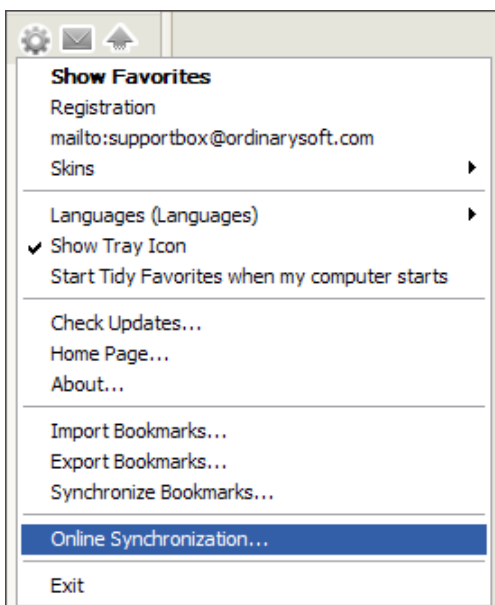 Show Favorites
Registration
mailto:supportbox@ordinarysoft.com
Skins
Languages (Languages)
Show Tray Icon
Start Tidy Favorites when my computer starts
Check Updates...
Home Page...
About...
Import Bookmarks...
Export Bookmarks...
Synchronize Bookmarks...
Online Synchronization...
Exit